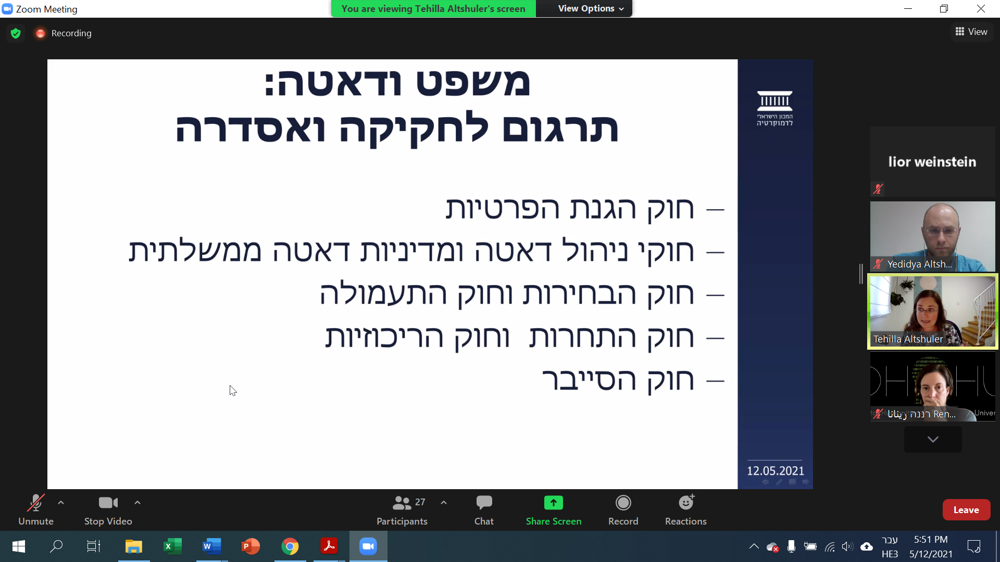 Zoom Meeting
You are viewing Tehilla Altshuler's screen
View Options
Recording
View
משפט ודאטה:
תרגום לחקיקה ואסדרה
– חוק הגנת הפרטיות
– חוקי ניהול דאטה ומדיניות דאטה ממשלתית
– חוק הבחירות וחוק התעמולה
– חוק התחרות וחוק הריכוזיות
– חוק הסייבר
המכון הישראלי
לדמוקרטיה
12.05.2021
lior weinstein
Yedidya Altsh...
Tehilla Altshuler
רננה رينانا Ren...
Univer
Unmute
Stop Video
27
Participants
Chat
Share Screen
Record
Reactions
Leave
עבר
HE3
5:51 PM
5/12/2021